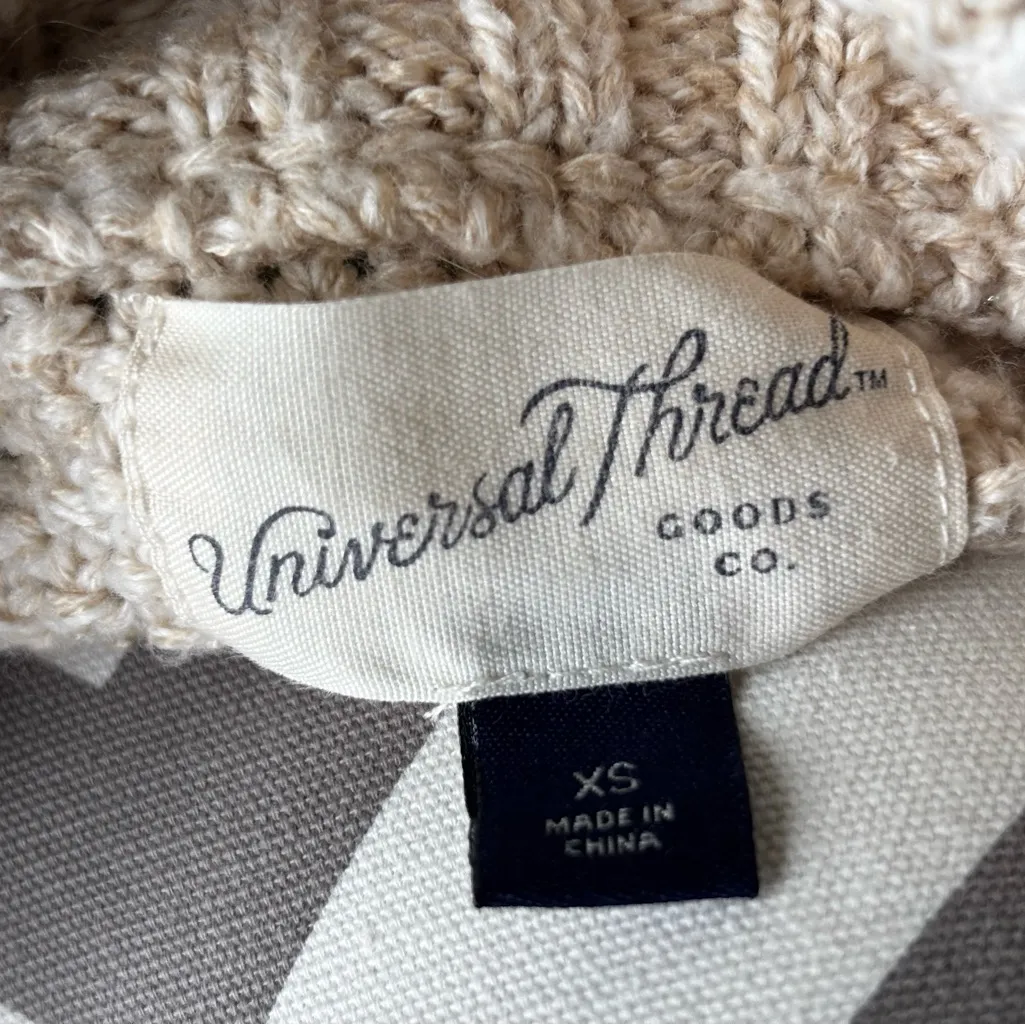 Universal Thread™
GOODS
CO.
XS
MADE IN
CHINA